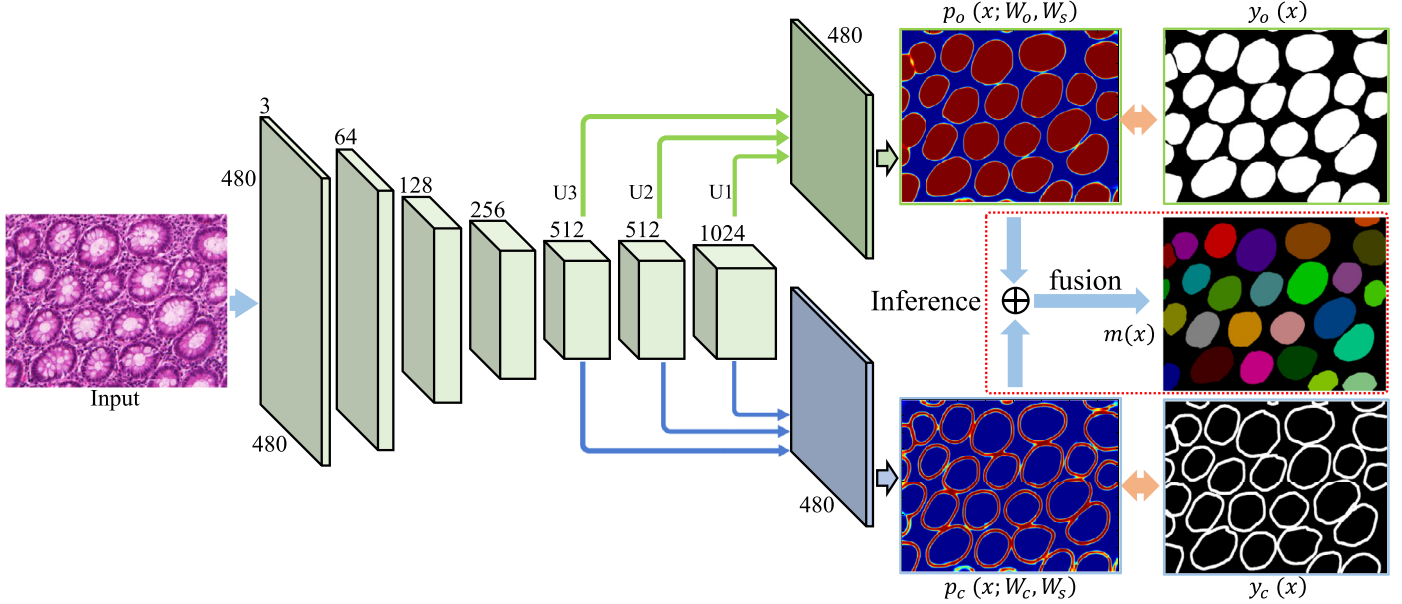 p_o (x; W_o, W_s)
y_o (x)
480
3
64
128
256
512
512
1024
480
480
U3
U2
U1
Input
Inference
fusion
m(x)
480
p_c (x; W_c, W_s)
y_c (x)